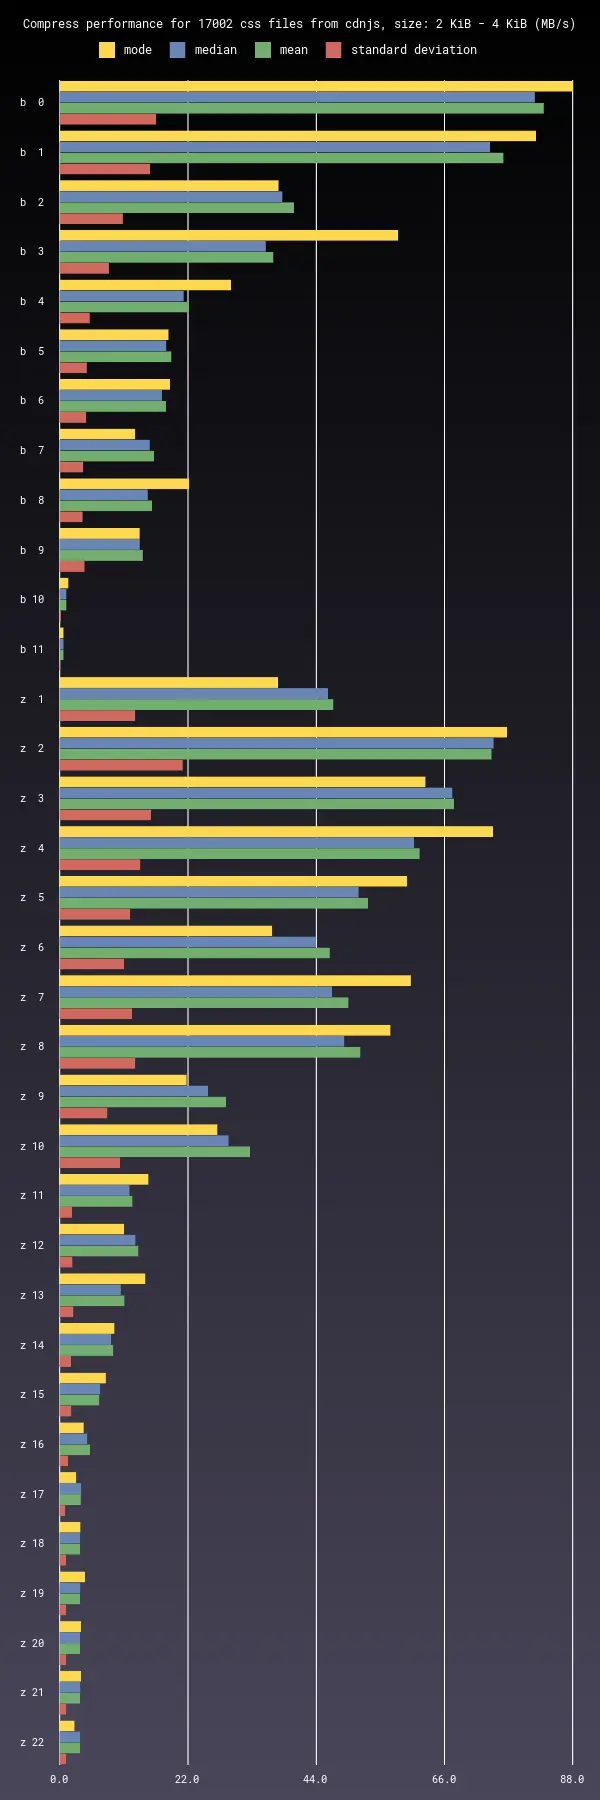 Compress performance for 17002 css files from cdnjs, size: 2 KiB - 4 KiB (MB/s)
mode median mean standard deviation
b 0
b 1
b 2
b 3
b 4
b 5
b 6
b 7
b 8
b 9
b 10
b 11
z 1
z 2
z 3
z 4
z 5
z 6
z 7
z 8
z 9
z 10
z 11
z 12
z 13
z 14
z 15
z 16
z 17
z 18
z 19
z 20
z 21
z 22
0.0 22.0 44.0 66.0 88.0